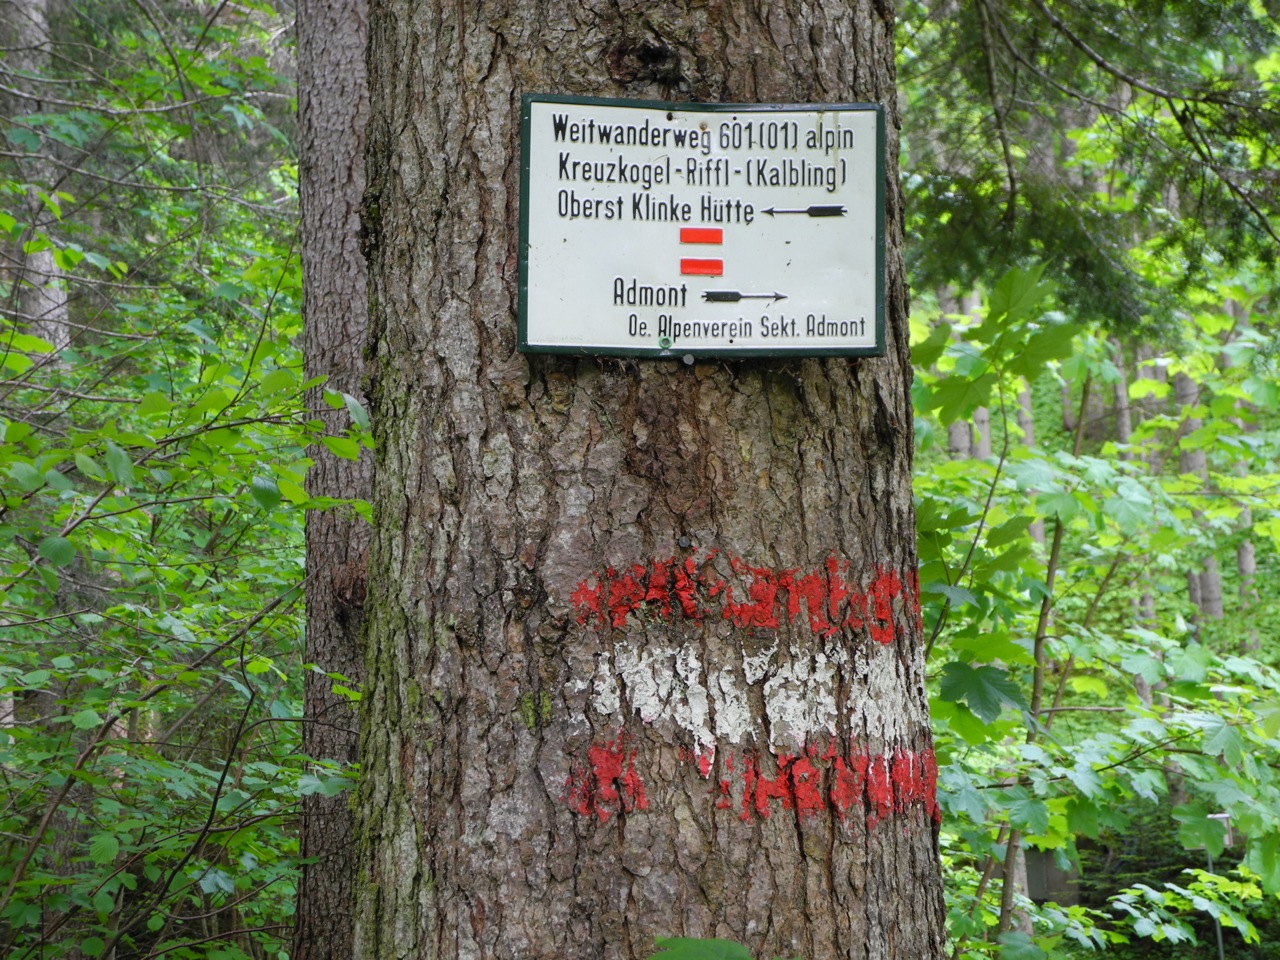 Weitwanderweg 601(01) alpin
Kreuzkogel-Riffl-(Kalbling)
Oberst Klinke Hütte
Admont
Oe. Alpenverein Sekt. Admont